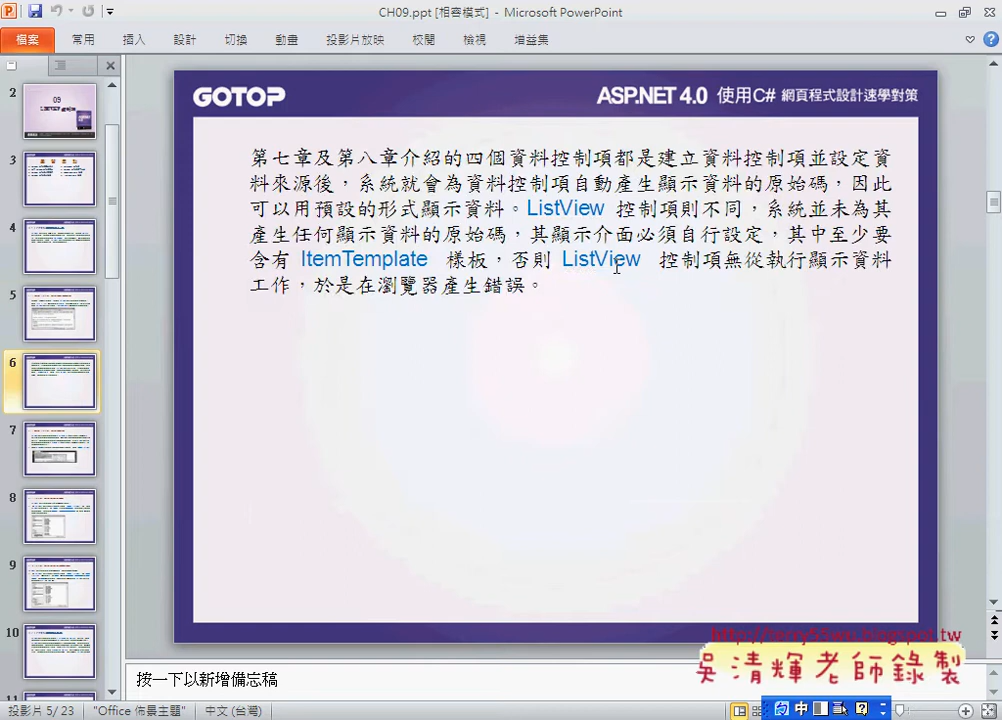 CH09.ppt [相容模式] - Microsoft PowerPoint
檔案 常用 插入 設計 切換 動畫 投影片放映 校閱 檢視 增益集
GOTOP
ASP.NET 4.0 使用C# 網頁程式設計速學對策
第七章及第八章介紹的四個資料控制項都是建立資料控制項並設定資
料來源後，系統就會為資料控制項自動產生顯示資料的原始碼，因此
可以用預設的形式顯示資料。ListView 控制項則不同，系統並未為其
產生任何顯示資料的原始碼，其顯示介面必須自行設定，其中至少要
含有 ItemTemplate 樣板，否則 ListView 控制項無從執行顯示資料
工作，於是在瀏覽器產生錯誤。
2
3
4
5
6
7
8
9
10
11
http://terry55wu.blogspot.tw
吳清輝老師錄製
按一下以新增備忘稿
投影片 5/23 "Office 佈景主題" 中文 (台灣)
中